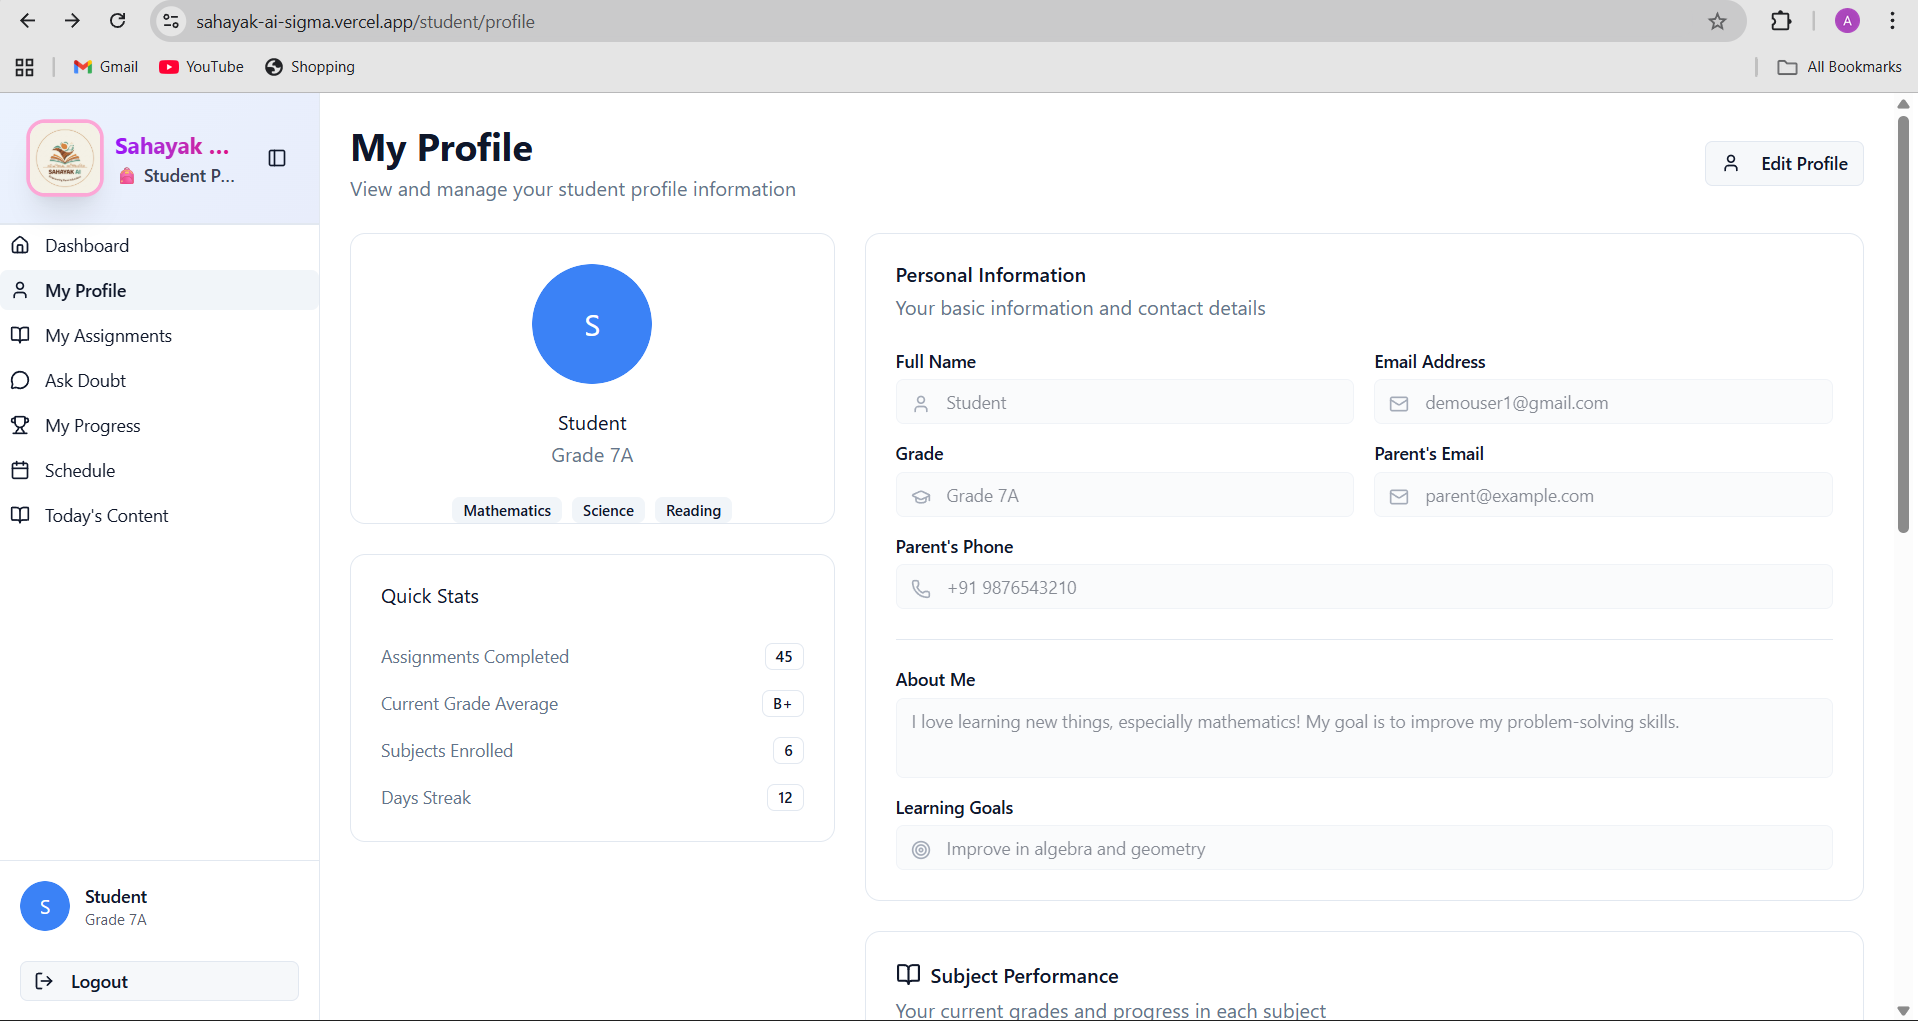 sahayak-ai-sigma.vercel.app/student/profile
A
Gmail
YouTube
Shopping
All Bookmarks
SAHAYAK AI
Sahayak ...
Student P...
Dashboard
My Profile
My Assignments
Ask Doubt
My Progress
Schedule
Today's Content
S
Student
Grade 7A
Logout
My Profile
View and manage your student profile information
Edit Profile
S
Student
Grade 7A
Mathematics Science Reading
Quick Stats
Assignments Completed 45
Current Grade Average B+
Subjects Enrolled 6
Days Streak 12
Personal Information
Your basic information and contact details
Full Name
Student
Email Address
demouser1@gmail.com
Grade
Grade 7A
Parent's Email
parent@example.com
Parent's Phone
+91 9876543210
About Me
I love learning new things, especially mathematics! My goal is to improve my problem-solving skills.
Learning Goals
Improve in algebra and geometry
Subject Performance
Your current grades and progress in each subject